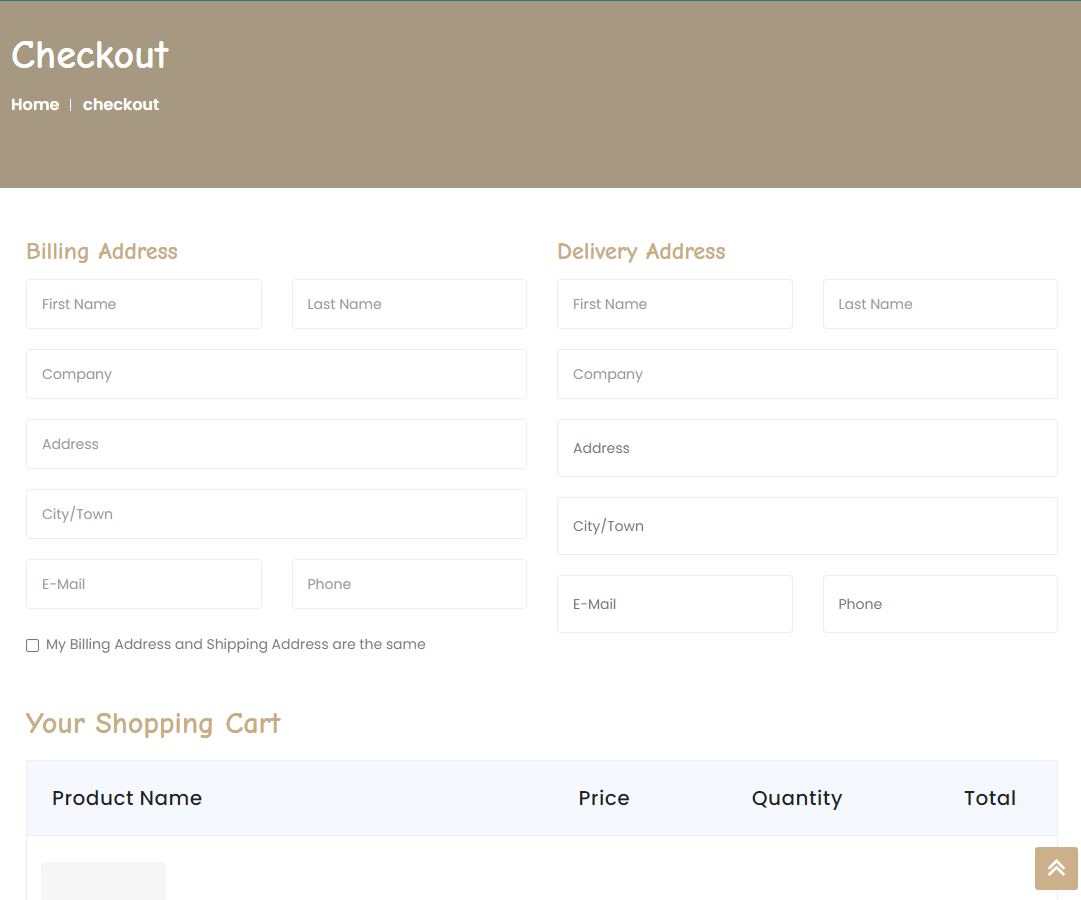 Checkout
Home | checkout
Billing Address
First Name Last Name
Company
Address
City/Town
E-Mail Phone
My Billing Address and Shipping Address are the same
Delivery Address
First Name Last Name
Company
Address
City/Town
E-Mail Phone
Your Shopping Cart
Product Name Price Quantity Total